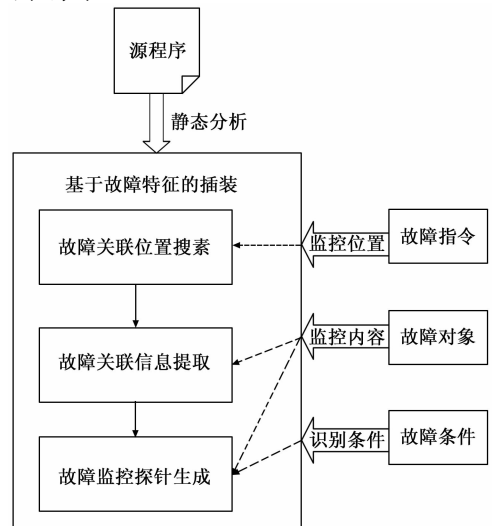 源程序
静态分析
基于故障特征的插装
故障关联位置搜素
监控位置
故障指令
故障关联信息提取
监控内容
故障对象
故障监控探针生成
识别条件
故障条件